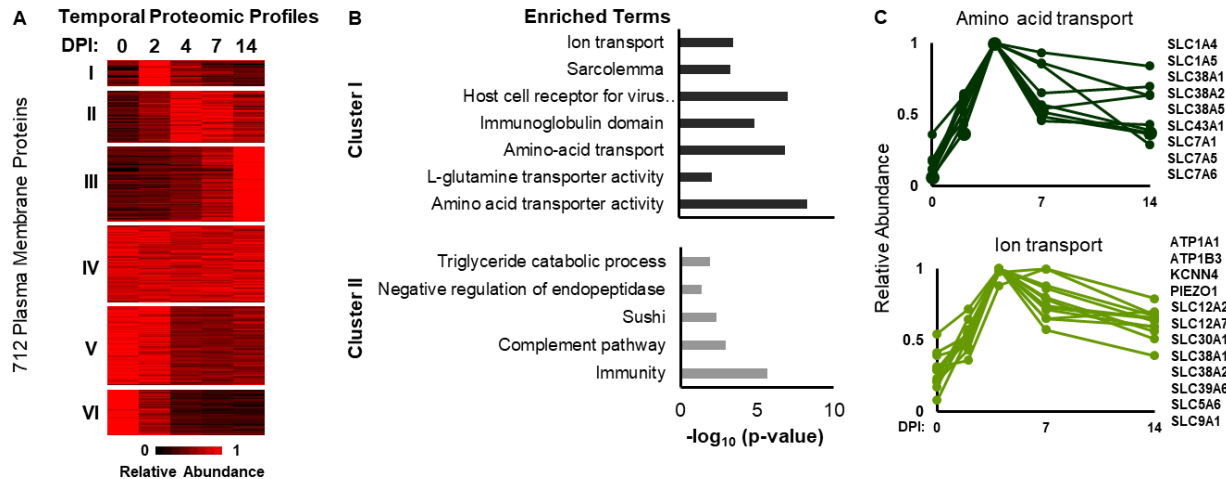 A
Temporal Proteomic Profiles
DPI: 0 2 4 7 14
712 Plasma Membrane Proteins
I
II
III
IV
V
VI
0 1
Relative Abundance
B
Enriched Terms
Cluster I
Ion transport
Sarcolemma
Host cell receptor for virus..
Immunoglobulin domain
Amino-acid transport
L-glutamine transporter activity
Amino acid transporter activity
Cluster II
Triglyceride catabolic process
Negative regulation of endopeptidase
Sushi
Complement pathway
Immunity
0 5 10
-log10 (p-value)
C
Relative Abundance
Amino acid transport
1
0.5
1
0 7 14
SLC1A4
SLC1A5
SLC38A1
SLC38A2
SLC38A5
SLC43A1
SLC7A1
SLC7A5
SLC7A6
Ion transport
1
0.5
0
DPI: 0 7 14
ATP1A1
ATP1B3
KCNN4
PIEZO1
SLC12A2
SLC12A7
SLC30A1
SLC38A1
SLC38A2
SLC39A6
SLC5A6
SLC9A1